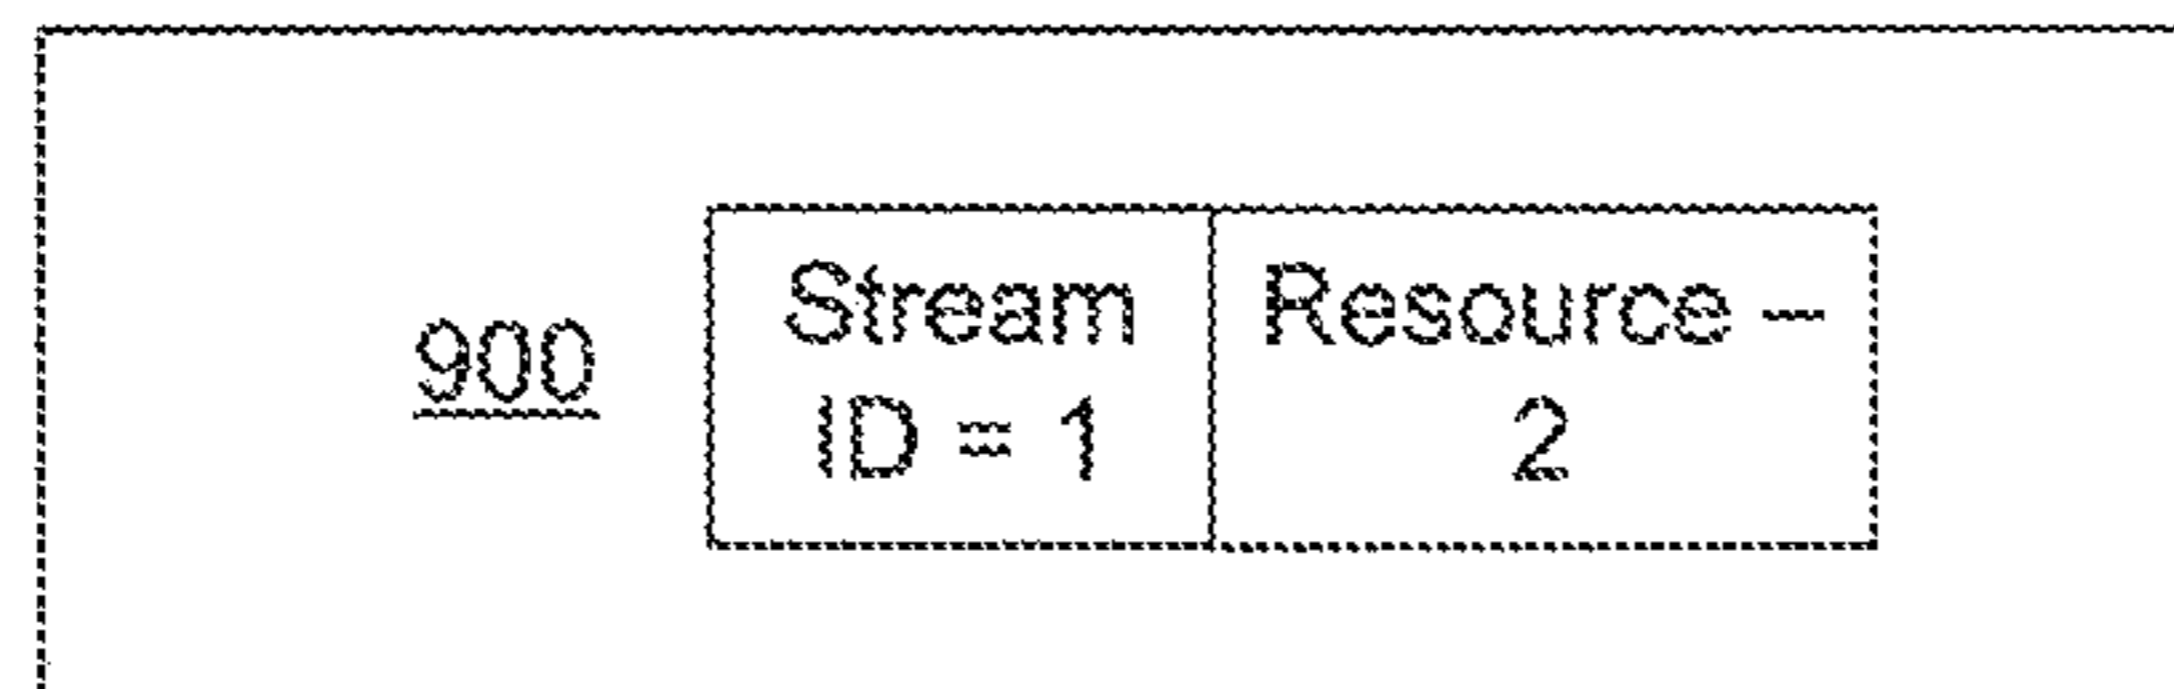 900
Stream
ID = 1
Resource –
2